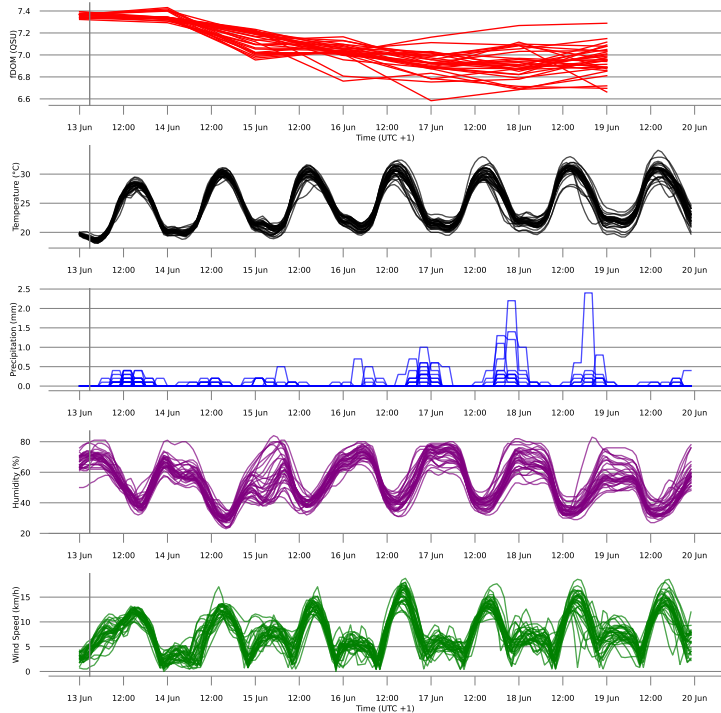 fDOM (QSU)
7.4
7.2
7.0
6.8
6.6
13 Jun 12:00 14 Jun 12:00 15 Jun 12:00 16 Jun 12:00 17 Jun 12:00 18 Jun 12:00 19 Jun 12:00 20 Jun
Time (UTC +1)
Temperature (°C)
30
25
20
13 Jun 12:00 14 Jun 12:00 15 Jun 12:00 16 Jun 12:00 17 Jun 12:00 18 Jun 12:00 19 Jun 12:00 20 Jun
Precipitation (mm)
2.5
2.0
1.5
1.0
0.5
0.0
13 Jun 12:00 14 Jun 12:00 15 Jun 12:00 16 Jun 12:00 17 Jun 12:00 18 Jun 12:00 19 Jun 12:00 20 Jun
Humidity (%)
80
60
40
20
13 Jun 12:00 14 Jun 12:00 15 Jun 12:00 16 Jun 12:00 17 Jun 12:00 18 Jun 12:00 19 Jun 12:00 20 Jun
Wind Speed (km/h)
15
10
5
0
13 Jun 12:00 14 Jun 12:00 15 Jun 12:00 16 Jun 12:00 17 Jun 12:00 18 Jun 12:00 19 Jun 12:00 20 Jun
Time (UTC +1)